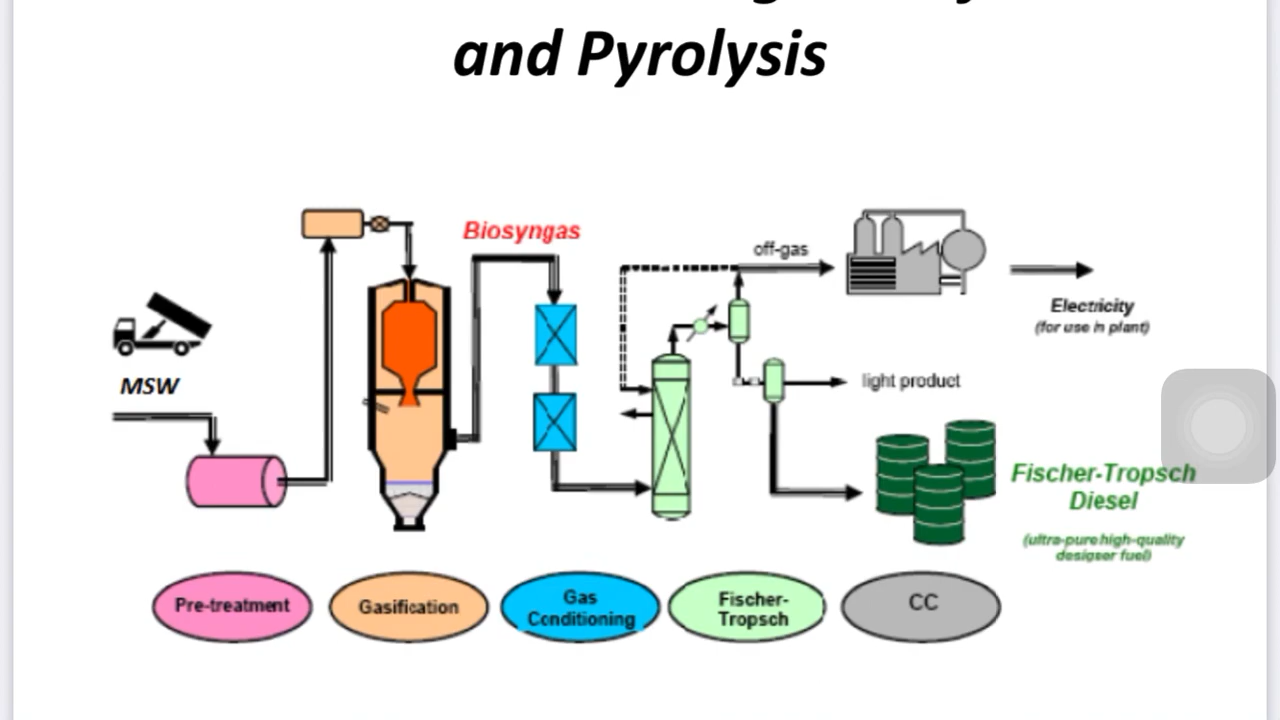 and Pyrolysis
Biosyngas
off-gas
Electricity
(for use in plant)
MSW
light product
Fischer-Tropsch
Diesel
(ultra-pure high-quality
designer fuel)
Pre-treatment
Gasification
Gas
Conditioning
Fischer-
Tropsch
CC